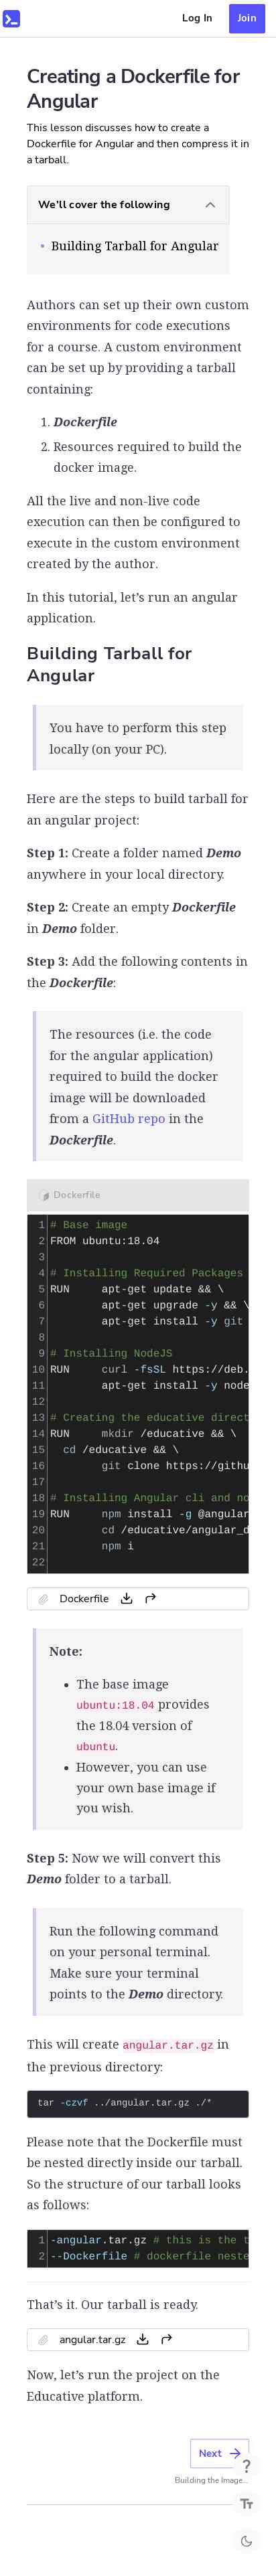 Log In
Join
Creating a Dockerfile for
Angular
This lesson discusses how to create a
Dockerfile for Angular and then compress it in
a tarball.
We'll cover the following
• Building Tarball for Angular
Authors can set up their own custom
environments for code executions
for a course. A custom environment
can be set up by providing a tarball
containing:
1. Dockerfile
2. Resources required to build the
docker image.
All the live and non-live code
execution can then be configured to
execute in the custom environment
created by the author.
In this tutorial, let's run an angular
application.
Building Tarball for
Angular
You have to perform this step
locally (on your PC).
Here are the steps to build tarball for
an angular project:
Step 1: Create a folder named Demo
anywhere in your local directory.
Step 2: Create an empty Dockerfile
in Demo folder.
Step 3: Add the following contents in
the Dockerfile:
The resources (i.e. the code
for the angular application)
required to build the docker
image will be downloaded
from a GitHub repo in the
Dockerfile.
Dockerfile
1 # Base image
2 FROM ubuntu:18.04
3
4 # Installing Required Packages
5 RUN     apt-get update && \
6         apt-get upgrade -y && \
7         apt-get install -y git
8
9 # Installing NodeJS
10 RUN     curl -fsSL https://deb.
11         apt-get install -y node
12
13 # Creating the educative direct
14 RUN     mkdir /educative && \
15   cd /educative && \
16         git clone https://githu
17
18 # Installing Angular cli and no
19 RUN     npm install -g @angular
20         cd /educative/angular_d
21         npm i
22
Dockerfile
Note:
• The base image
ubuntu:18.04 provides
the 18.04 version of
ubuntu.
• However, you can use
your own base image if
you wish.
Step 5: Now we will convert this
Demo folder to a tarball.
Run the following command
on your personal terminal.
Make sure your terminal
points to the Demo directory.
This will create angular.tar.gz in
the previous directory:
tar -czvf ../angular.tar.gz ./*
Please note that the Dockerfile must
be nested directly inside our tarball.
So the structure of our tarball looks
as follows:
1 -angular.tar.gz # this is the t
2 --Dockerfile # dockerfile neste
That's it. Our tarball is ready.
angular.tar.gz
Now, let's run the project on the
Educative platform.
Next
?
Building the Image...
Tт